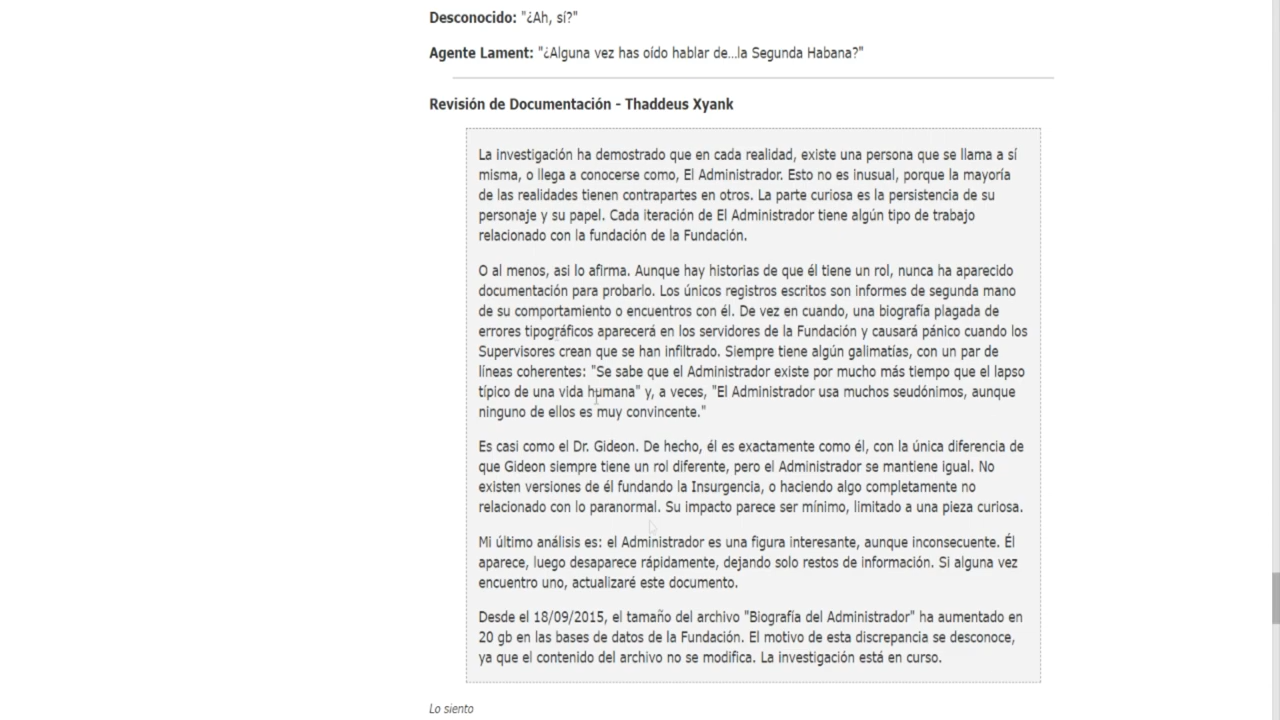 Desconocido: "¿Ah, sí?"
Agente Lament: "¿Alguna vez has oído hablar de...la Segunda Habana?"
Revisión de Documentación - Thaddeus Xyank
La investigación ha demostrado que en cada realidad, existe una persona que se llama a sí
misma, o llega a conocerse como, El Administrador. Esto no es inusual, porque la mayoría
de las realidades tienen contrapartes en otros. La parte curiosa es la persistencia de su
personaje y su papel. Cada iteración de El Administrador tiene algún tipo de trabajo
relacionado con la fundación de la Fundación.
O al menos, asi lo afirma. Aunque hay historias de que él tiene un rol, nunca ha aparecido
documentación para probarlo. Los únicos registros escritos son informes de segunda mano
de su comportamiento o encuentros con él. De vez en cuando, una biografía plagada de
errores tipográficos aparecerá en los servidores de la Fundación y causará pánico cuando los
Supervisores crean que se han infiltrado. Siempre tiene algún galimatías, con un par de
líneas coherentes: "Se sabe que el Administrador existe por mucho más tiempo que el lapso
típico de una vida humana" y, a veces, "El Administrador usa muchos seudónimos, aunque
ninguno de ellos es muy convincente."
Es casi como el Dr. Gideon. De hecho, él es exactamente como él, con la única diferencia de
que Gideon siempre tiene un rol diferente, pero el Administrador se mantiene igual. No
existen versiones de él fundando la Insurgencia, o haciendo algo completamente no
relacionado con lo paranormal. Su impacto parece ser mínimo, limitado a una pieza curiosa.
Mi último análisis es: el Administrador es una figura interesante, aunque inconsecuente. Él
aparece, luego desaparece rápidamente, dejando solo restos de información. Si alguna vez
encuentro uno, actualizaré este documento.
Desde el 18/09/2015, el tamaño del archivo "Biografía del Administrador" ha aumentado en
20 gb en las bases de datos de la Fundación. El motivo de esta discrepancia se desconoce,
ya que el contenido del archivo no se modifica. La investigación está en curso.
Lo siento